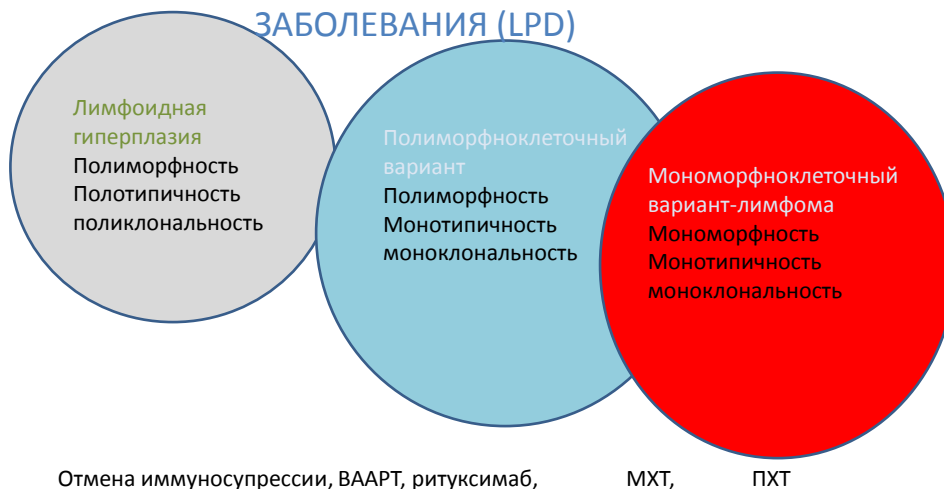 ЗАБОЛЕВАНИЯ (LPD)
Лимфоидная
гиперплазия
Полиморфность
Полотипичность
поликлональность
Полиморфноклеточный
вариант
Полиморфность
Монотипичность
моноклональность
Мономорфноклеточный
вариант-лимфома
Мономорфность
Монотипичность
моноклональность
Отмена иммуносупрессии, ВААРТ, ритуксимаб, МХТ, ПХТ